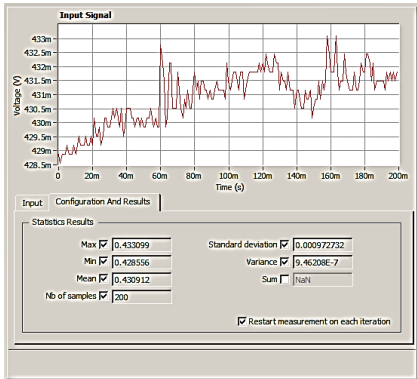 Input Signal
433m
432.5m
432m
431.5m
431m
430.5m
430m
429.5m
429m
428.5m
Voltage (V)
0 20m 40m 60m 80m 100m 120m 140m 160m 180m 200m
Time (s)
Input Configuration And Results
Statistics Results
Max 0.433099 Standard deviation 0.000972732
Min 0.428556 Variance 9.46208E-7
Mean 0.430912 Sum NaN
Nb of samples 200
Restart measurement on each iteration